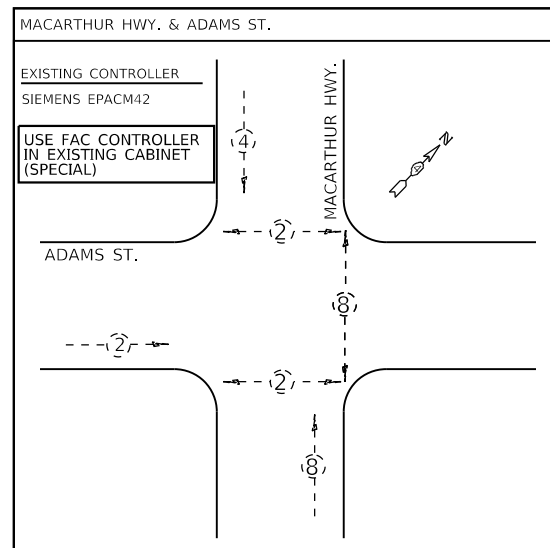 MACARTHUR HWY. & ADAMS ST.
EXISTING CONTROLLER
SIEMENS EPACM42
USE FAC CONTROLLER
IN EXISTING CABINET
(SPECIAL)
MACARTHUR HWY.
N
4
4
2
ADAMS ST.
8
2
2
8